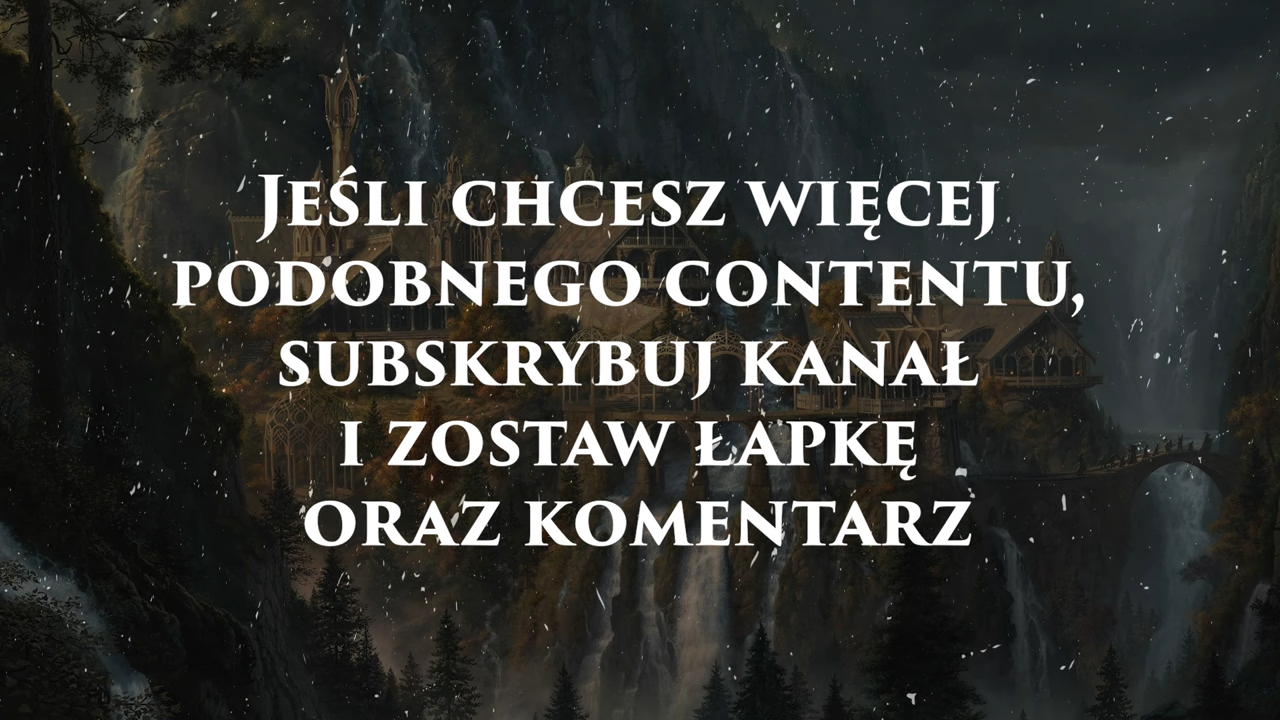 Jeśli chcesz więcej
podobnego contentu,
subskrybuj kanał
i zostaw łapkę
oraz komentarz